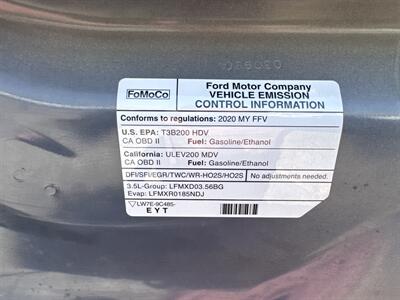 FoMoCo
Ford Motor Company
VEHICLE EMISSION
CONTROL INFORMATION
Conforms to regulations: 2020 MY FFV
U.S. EPA: T3B200 HDV
CA OBD II Fuel: Gasoline/Ethanol
California: ULEV200 MDV
CA OBD II Fuel: Gasoline/Ethanol
DFI/SFI/EGR/TWC/WR-HO2S/HO2S No adjustments needed.
3.5L-Group: LFMXD03.56BG
Evap: LFMXR0185NDJ
LW7E-9C485-
EYT